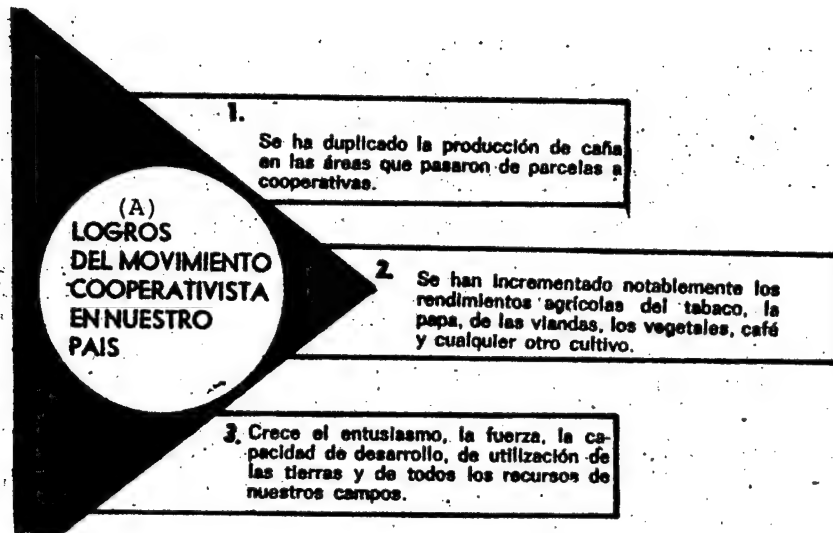 (A)
LOGROS
DEL MOVIMIENTO
COOPERATIVISTA
EN NUESTRO
PAIS
1.
Se ha duplicado la producción de caña
en las áreas que pasaron de parcelas a
cooperativas.
2.
Se han incrementado notablemente los
rendimientos agrícolas del tabaco, la
papa, de las viandas, los vegetales, café
y cualquier otro cultivo.
3. Crece el entusiasmo, la fuerza, la ca-
pacidad de desarrollo, de utilización de
las tierras y de todos los recursos de
nuestros campos.